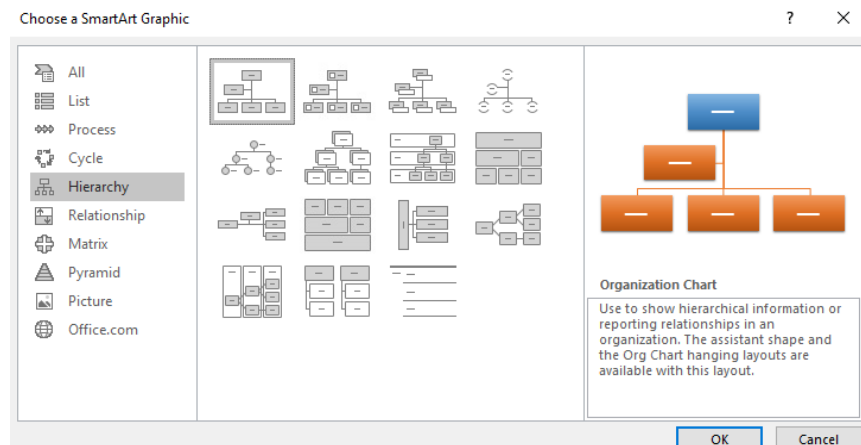 Choose a SmartArt Graphic
?
All
List
Process
Cycle
Hierarchy
Relationship
Matrix
Pyramid
Picture
Office.com
Organization Chart
Use to show hierarchical information or
reporting relationships in an
organization. The assistant shape and
the Org Chart hanging layouts are
available with this layout.
OK
Cancel